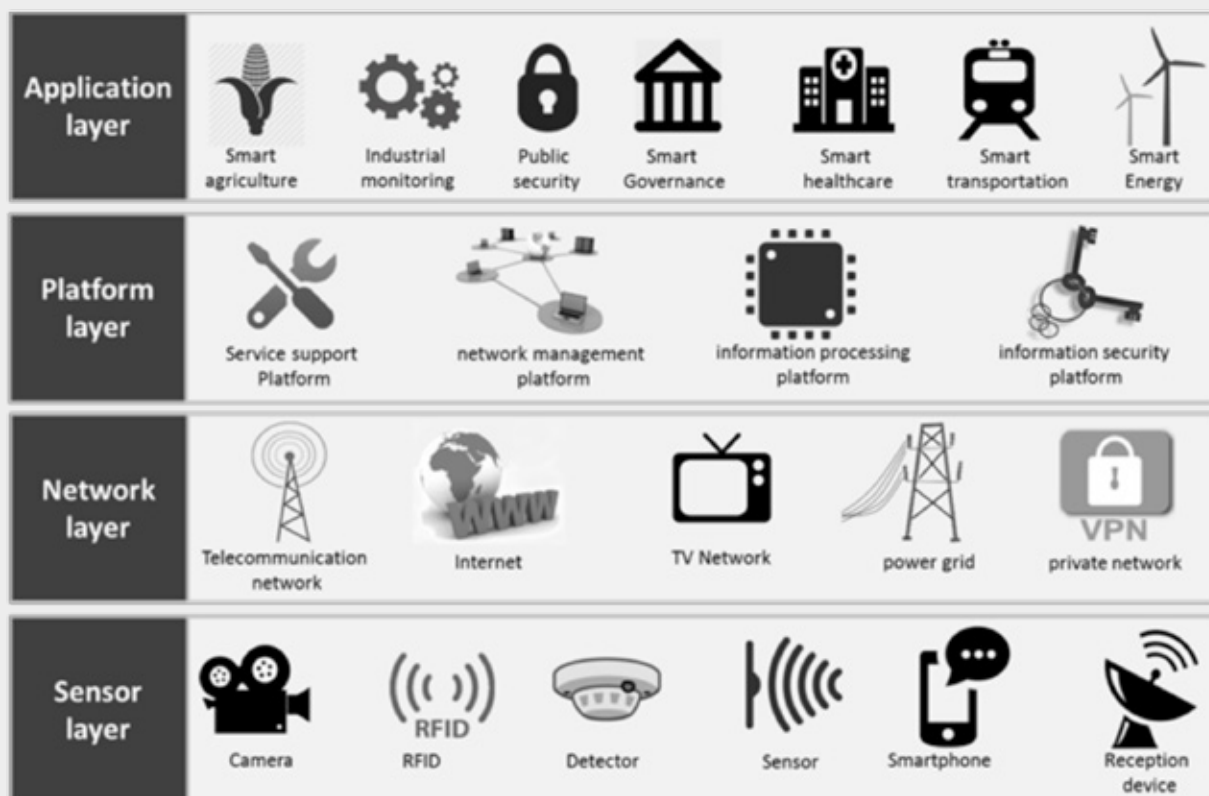 Application
layer
Smart
agriculture
Industrial
monitoring
Public
security
Smart
Governance
Smart
healthcare
Smart
transportation
Smart
Energy
Platform
layer
Service support
Platform
network management
platform
information processing
platform
information security
platform
Network
layer
Telecommunication
network
WWW
Internet
TV Network
power grid
VPN
private network
Sensor
layer
Camera
RFID
RFID
Detector
Sensor
Smartphone
Reception
device